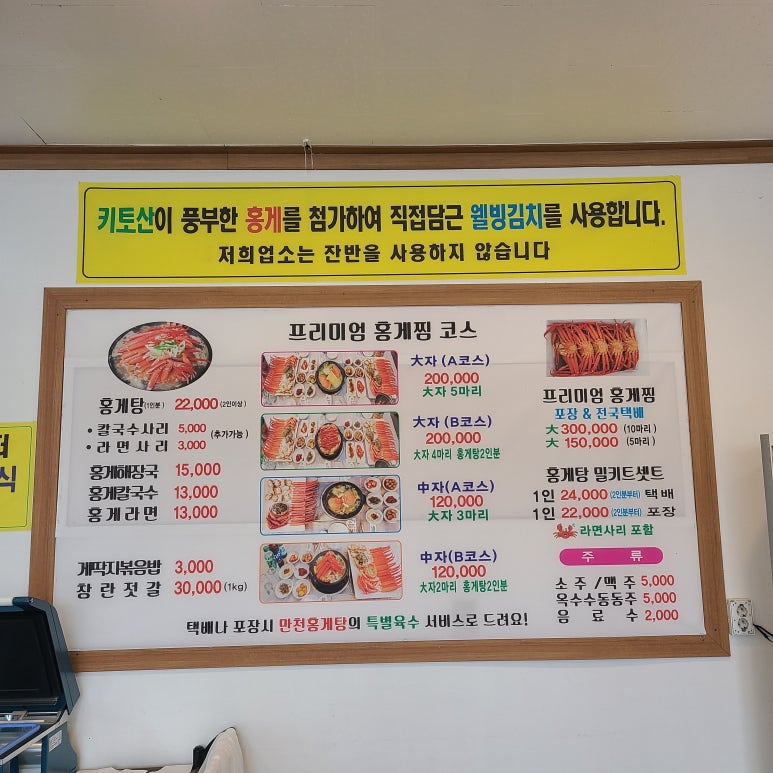 키토산이 풍부한 홍게를 첨가하여 직접담근 웰빙김치를 사용합니다.
저희업소는 잔반을 사용하지 않습니다
프리미엄 홍게찜 코스
홍게탕(1인분) 22,000(2인이상)
•칼국수사리 5,000 (추가가능)
•라면사리 3,000
홍게해장국 15,000
홍게칼국수 13,000
홍게라면 13,000
게딱지볶음밥 3,000
창란젓갈 30,000(1kg)
大자 (A코스)
200,000
大자 5마리
大자 (B코스)
200,000
大자 4마리 홍게탕2인분
中자(A코스)
120,000
大자 3마리
中자(B코스)
120,000
大자2마리 홍게탕2인분
프리미엄 홍게찜
포장 & 전국택배
大 300,000 (10마리)
大 150,000 (5마리)
홍게탕 밀키트셋트
1인 24,000(2인분부터) 택배
1인 22,000(2인분부터) 포장
라면사리 포함
주 류
소주/맥주 5,000
옥수수동동주 5,000
음료수 2,000
택배나 포장시 만천홍게탕의 특별육수 서비스로 드려요!
식